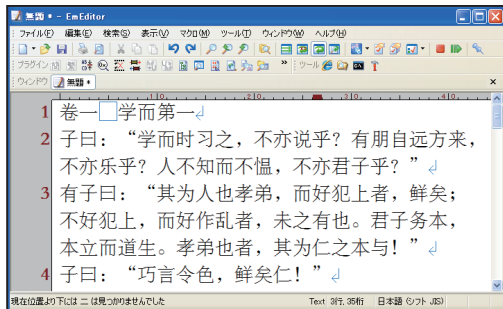 無題 * - EmEditor
ファイル(F) 編集(E) 検索(S) 表示(V) マクロ(M) ツール(T) ウィンドウ(W) ヘルプ(H)
プラグイン ツール
ウィンドウ 無題 *
1 卷一 学而第一
2 子曰：“学而时习之，不亦说乎？有朋自远方来，
不亦乐乎？人不知而不愠，不亦君子乎？”
3 有子曰：“其为人也孝弟，而好犯上者，鲜矣；
不好犯上，而好作乱者，未之有也。君子务本，
本立而道生。孝弟也者，其为仁之本与！”
4 子曰：“巧言令色，鲜矣仁！”
現在位置より下には 二 は見つかりませんでした Text 3行, 35桁 日本語 (シフト JIS)